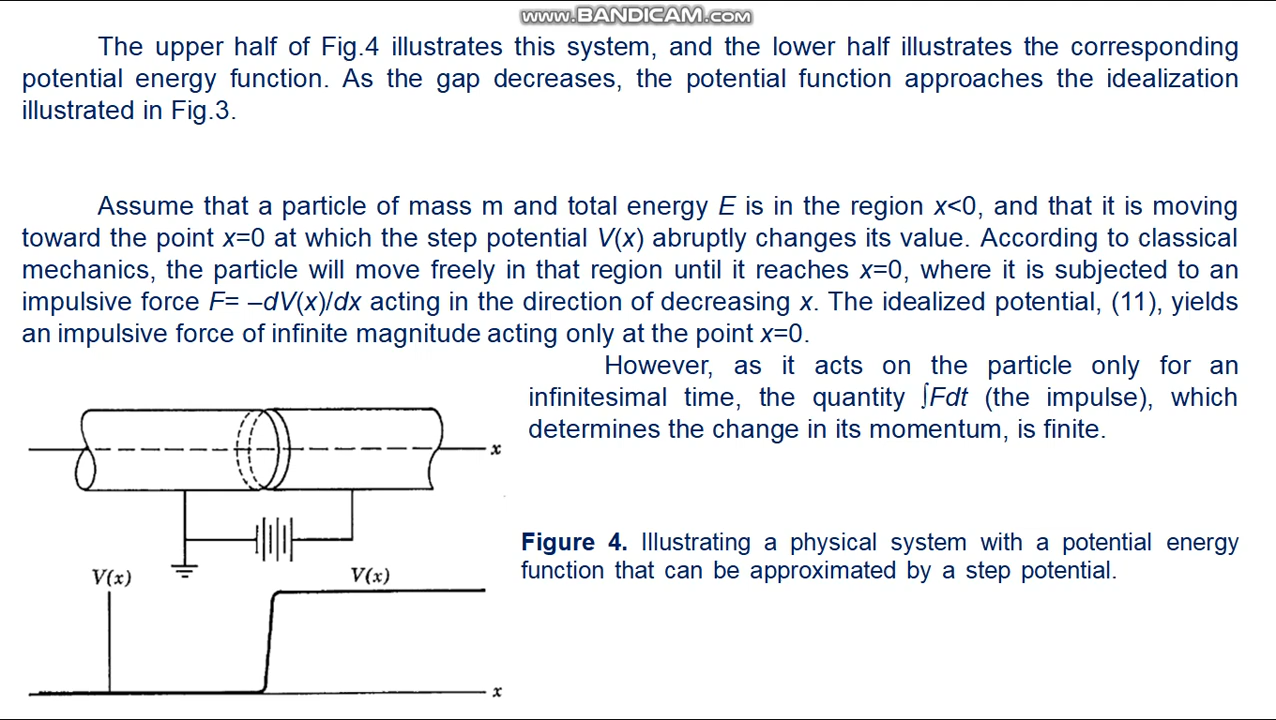 www.BANDICAM.com
The upper half of Fig.4 illustrates this system, and the lower half illustrates the corresponding
potential energy function. As the gap decreases, the potential function approaches the idealization
illustrated in Fig.3.
Assume that a particle of mass m and total energy E is in the region x<0, and that it is moving
toward the point x=0 at which the step potential V(x) abruptly changes its value. According to classical
mechanics, the particle will move freely in that region until it reaches x=0, where it is subjected to an
impulsive force F= –dV(x)/dx acting in the direction of decreasing x. The idealized potential, (11), yields
an impulsive force of infinite magnitude acting only at the point x=0.
However, as it acts on the particle only for an
infinitesimal time, the quantity ∫Fdt (the impulse), which
determines the change in its momentum, is finite.
x
Figure 4. Illustrating a physical system with a potential energy
function that can be approximated by a step potential.
V(x)
V(x)
x